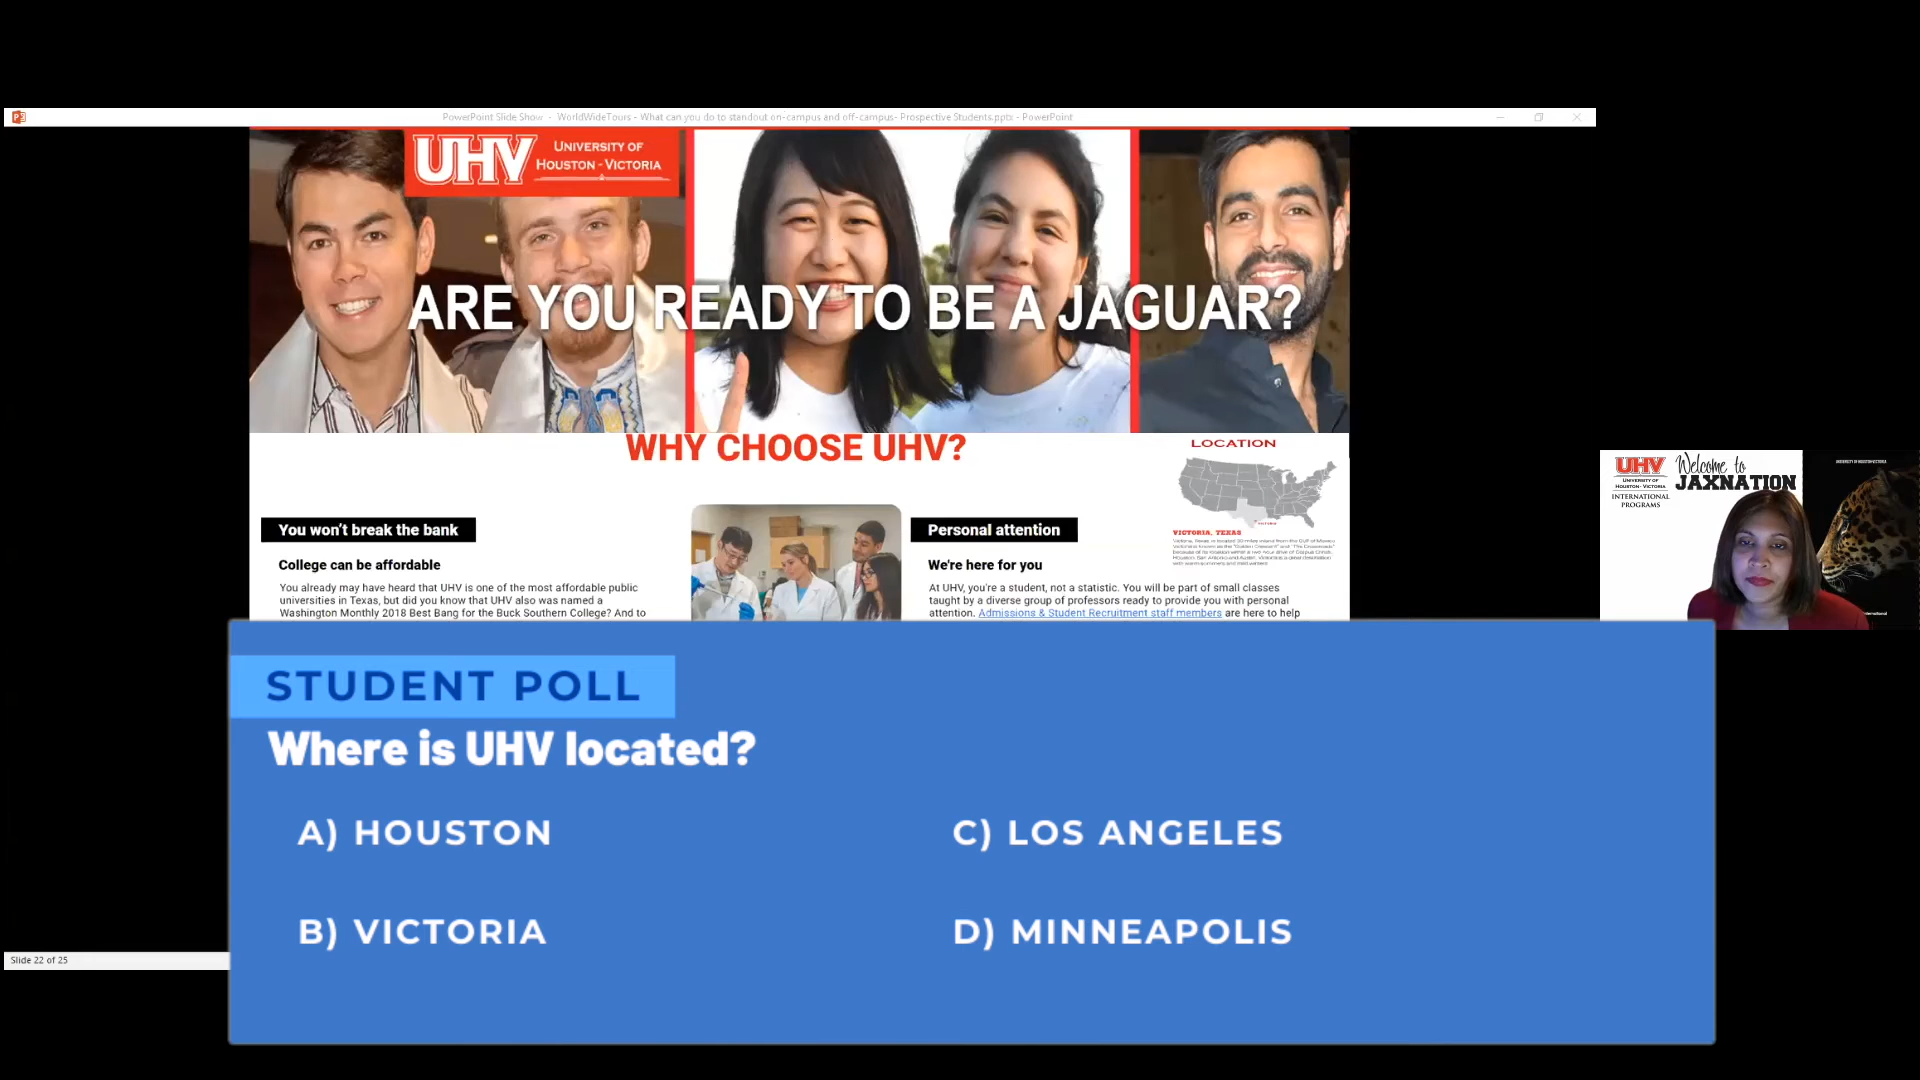 PowerPoint Slide Show - WorldWideTours - What can you do to standout on-campus and off-campus- Prospective Students.pptx - PowerPoint
UHV
UNIVERSITY OF
HOUSTON - VICTORIA
ARE YOU READY TO BE A JAGUAR?
WHY CHOOSE UHV?
LOCATION
VICTORIA, TEXAS
You won't break the bank
College can be affordable
You already may have heard that UHV is one of the most affordable public
universities in Texas, but did you know that UHV also was named a
Washington Monthly 2018 Best Bang for the Buck Southern College? And to
Personal attention
We're here for you
At UHV, you're a student, not a statistic. You will be part of small classes
taught by a diverse group of professors ready to provide you with personal
attention. Admissions & Student Recruitment staff members are here to help
UHV
UNIVERSITY OF
HOUSTON - VICTORIA
INTERNATIONAL
PROGRAMS
Welcome to
JAXNATION
STUDENT POLL
Where is UHV located?
A) HOUSTON
B) VICTORIA
C) LOS ANGELES
D) MINNEAPOLIS
Slide 22 of 25